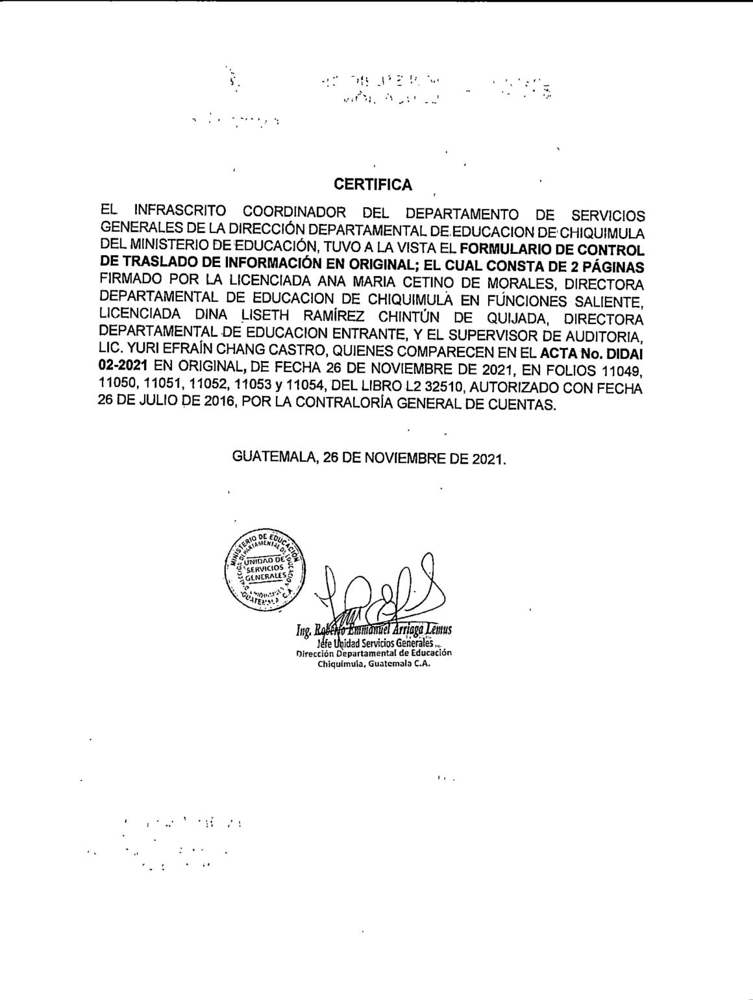 CERTIFICA
EL INFRASCRITO COORDINADOR DEL DEPARTAMENTO DE SERVICIOS
GENERALES DE LA DIRECCIÓN DEPARTAMENTAL DE EDUCACION DE CHIQUIMULA
DEL MINISTERIO DE EDUCACIÓN, TUVO A LA VISTA EL FORMULARIO DE CONTROL
DE TRASLADO DE INFORMACIÓN EN ORIGINAL; EL CUAL CONSTA DE 2 PÁGINAS
FIRMADO POR LA LICENCIADA ANA MARIA CETINO DE MORALES, DIRECTORA
DEPARTAMENTAL DE EDUCACION DE CHIQUIMULA EN FUNCIONES SALIENTE,
LICENCIADA DINA LISETH RAMÍREZ CHINTÚN DE QUIJADA, DIRECTORA
DEPARTAMENTAL DE EDUCACION ENTRANTE, Y EL SUPERVISOR DE AUDITORIA,
LIC. YURI EFRAÍN CHANG CASTRO, QUIENES COMPARECEN EN EL ACTA No. DIDAI
02-2021 EN ORIGINAL, DE FECHA 26 DE NOVIEMBRE DE 2021, EN FOLIOS 11049,
11050, 11051, 11052, 11053 y 11054, DEL LIBRO L2 32510, AUTORIZADO CON FECHA
26 DE JULIO DE 2016, POR LA CONTRALORÍA GENERAL DE CUENTAS.
GUATEMALA, 26 DE NOVIEMBRE DE 2021.
MINISTERIO DE EDUCACIÓN
DIRECCIÓN DEPARTAMENTAL DE EDUCACIÓN
UNIDAD DE
SERVICIOS
GENERALES
CHIQUIMULA
GUATEMALA C.A.
Ing. Roberto Emmanuel Arriaga Lemus
Jefe Unidad Servicios Generales
Dirección Departamental de Educación
Chiquimula, Guatemala C.A.